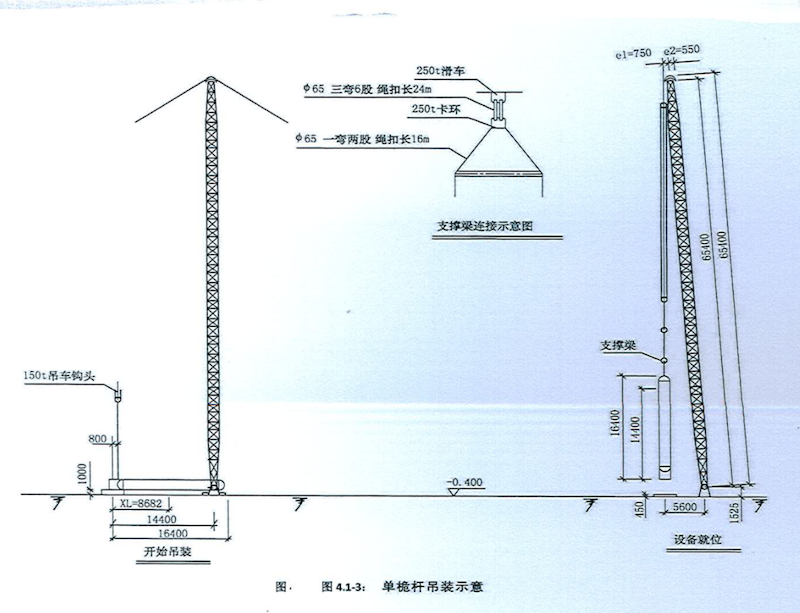 e1=750
e2=550
250t滑车
ϕ65 三弯6股 绳扣长24m
250t卡环
ϕ65 一弯两股 绳扣长16m
支撑梁连接示意图
65400
65400
支撑梁
150t吊车钩头
16400
14400
800
1000
-0.400
XL=8682
450
5600
1525
14400
16400
开始吊装
设备就位
图. 图 4.1-3: 单桅杆吊装示意